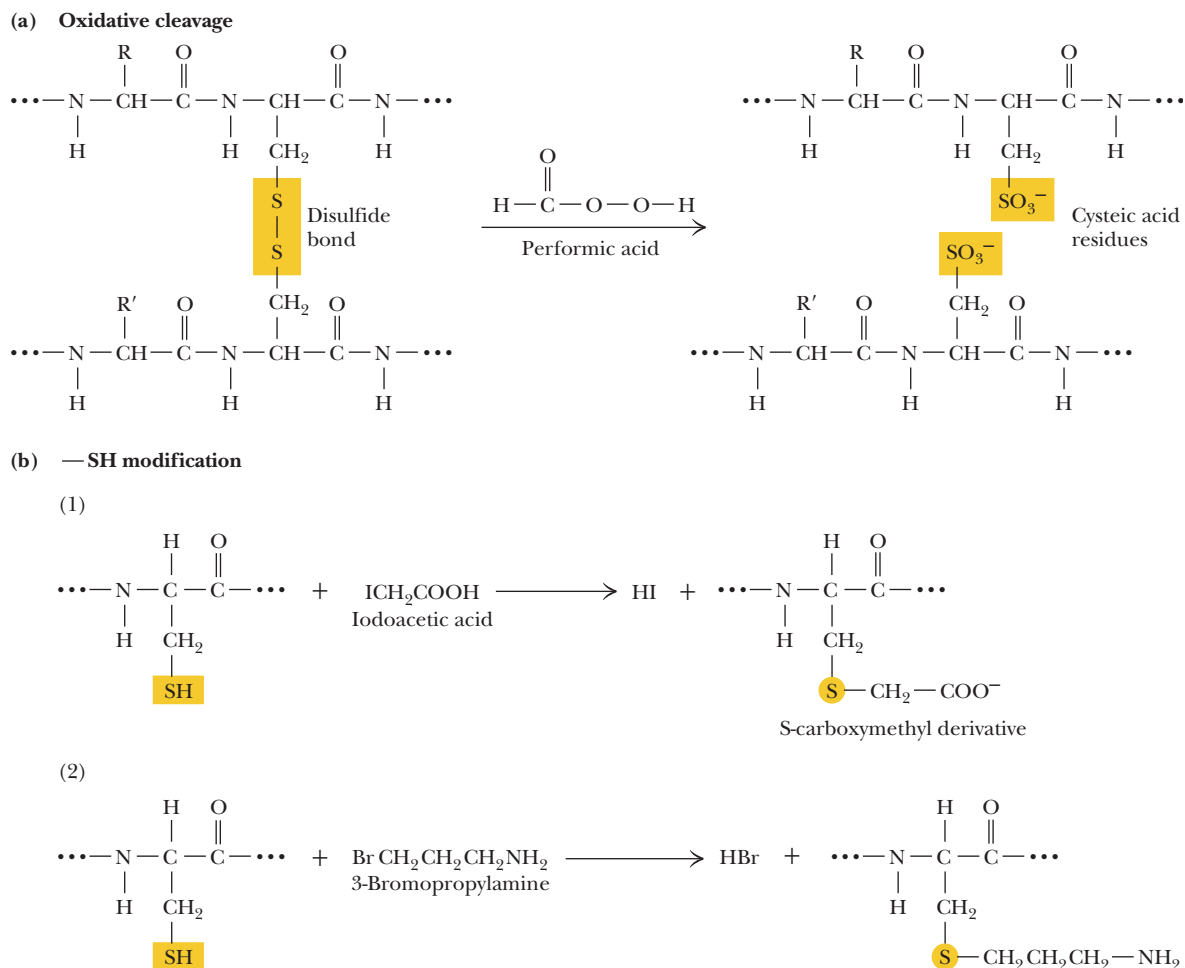 (a) Oxidative cleavage
R O O R O O
•••—N—CH—C—N—CH—C—N—••• •••—N—CH—C—N—CH—C—N—•••
H H CH₂ H H H CH₂ H
O
S Disulfide H—C—O—O—H SO₃⁻ Cysteic acid
bond Performic acid residues
S SO₃⁻
R′ O CH₂ O R′ O CH₂ O
•••—N—CH—C—N—CH—C—N—••• •••—N—CH—C—N—CH—C—N—•••
H H H H H H
(b) —SH modification
(1)
H O H O
•••—N—C—C—••• + ICH₂COOH HI + •••—N—C—C—•••
Iodoacetic acid
H CH₂ H CH₂
SH S—CH₂—COO⁻
S-carboxymethyl derivative
(2)
H O H O
•••—N—C—C—••• + BrCH₂CH₂CH₂NH₂ HBr + •••—N—C—C—•••
3-Bromopropylamine
H CH₂ H CH₂
SH S—CH₂CH₂CH₂—NH₂